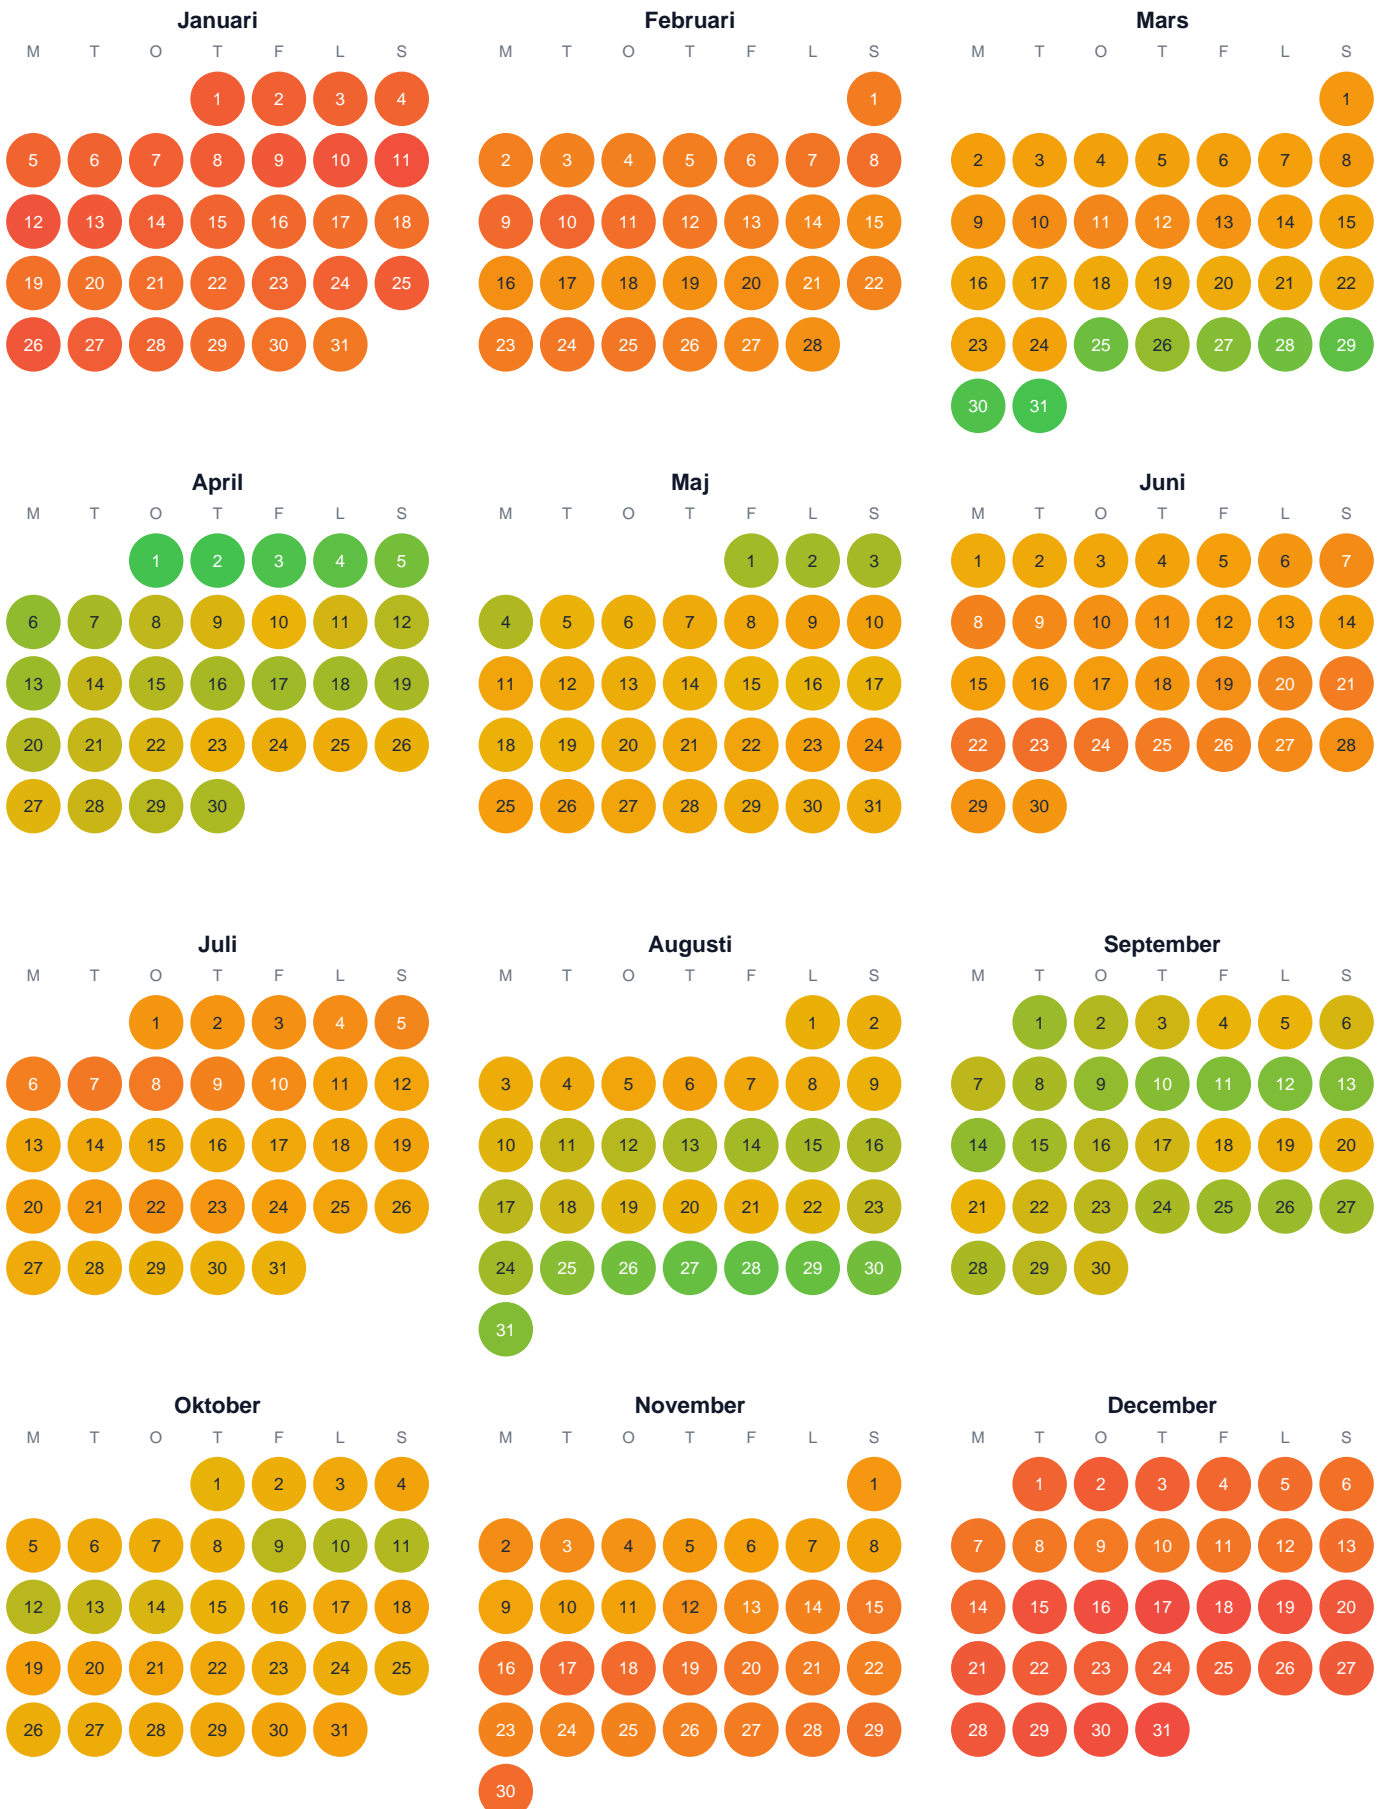 Januari Februari Mars
M T O T F L S M T O T F L S M T O T F L S
1 2 3 4 1 1
5 6 7 8 9 10 11 2 3 4 5 6 7 8 2 3 4 5 6 7 8
12 13 14 15 16 17 18 9 10 11 12 13 14 15 9 10 11 12 13 14 15
19 20 21 22 23 24 25 16 17 18 19 20 21 22 16 17 18 19 20 21 22
26 27 28 29 30 31 23 24 25 26 27 28 23 24 25 26 27 28 29
30 31
April Maj Juni
M T O T F L S M T O T F L S M T O T F L S
1 2 3 4 5 1 2 3 1 2 3 4 5 6 7
6 7 8 9 10 11 12 4 5 6 7 8 9 10 8 9 10 11 12 13 14
13 14 15 16 17 18 19 11 12 13 14 15 16 17 15 16 17 18 19 20 21
20 21 22 23 24 25 26 18 19 20 21 22 23 24 22 23 24 25 26 27 28
27 28 29 30 25 26 27 28 29 30 31 29 30
Juli Augusti September
M T O T F L S M T O T F L S M T O T F L S
1 2 3 4 5 1 2 1 2 3 4 5 6
6 7 8 9 10 11 12 3 4 5 6 7 8 9 7 8 9 10 11 12 13
13 14 15 16 17 18 19 10 11 12 13 14 15 16 14 15 16 17 18 19 20
20 21 22 23 24 25 26 17 18 19 20 21 22 23 21 22 23 24 25 26 27
27 28 29 30 31 24 25 26 27 28 29 30 28 29 30
31
Oktober November December
M T O T F L S M T O T F L S M T O T F L S
1 2 3 4 1 1 2 3 4 5 6
5 6 7 8 9 10 11 2 3 4 5 6 7 8 7 8 9 10 11 12 13
12 13 14 15 16 17 18 9 10 11 12 13 14 15 14 15 16 17 18 19 20
19 20 21 22 23 24 25 16 17 18 19 20 21 22 21 22 23 24 25 26 27
26 27 28 29 30 31 23 24 25 26 27 28 29 28 29 30 31
30